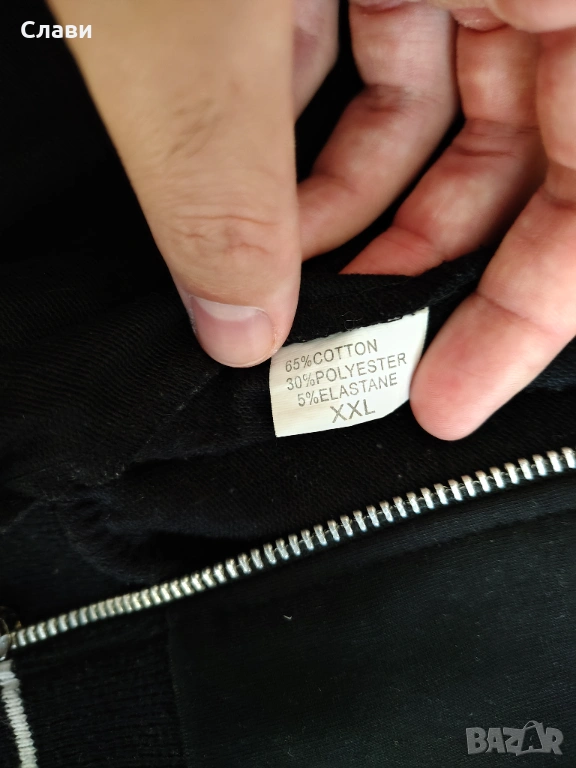 Слави
65%COTTON
30%POLYESTER
5%ELASTANE
XXL
BAZAR